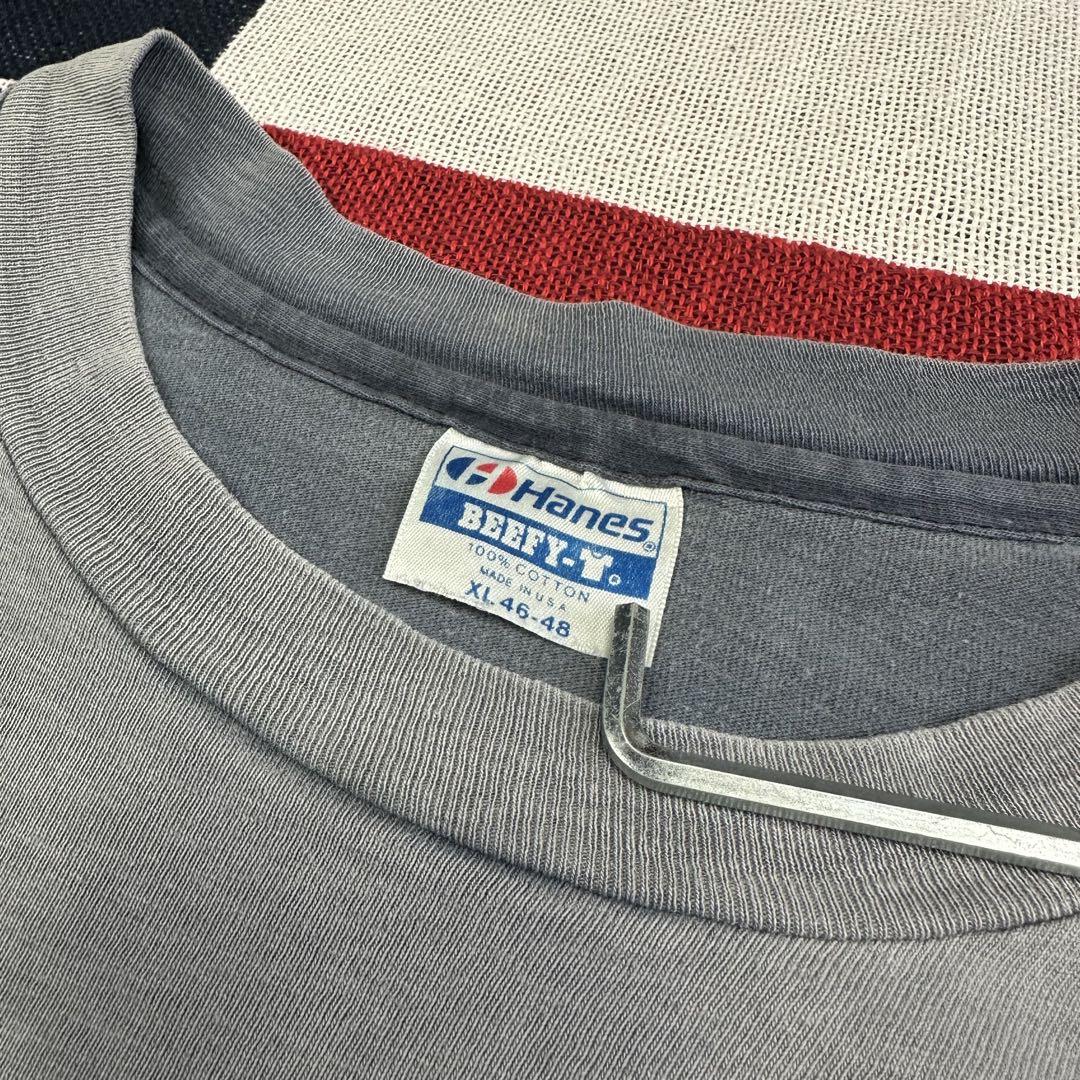 Hanes®
BEEFY-T®
100% COTTON
MADE IN U.S.A
XL 46-48